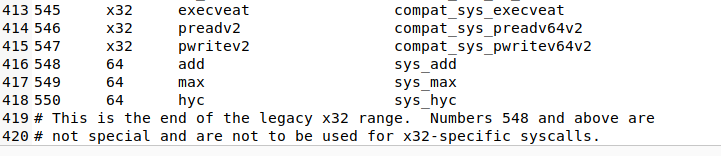 413 545 x32 execveat compat_sys_execveat
414 546 x32 preadv2 compat_sys_preadv64v2
415 547 x32 pwritev2 compat_sys_pwritev64v2
416 548 64 add sys_add
417 549 64 max sys_max
418 550 64 hyc sys_hyc
419 # This is the end of the legacy x32 range.  Numbers 548 and above are
420 # not special and are not to be used for x32-specific syscalls.